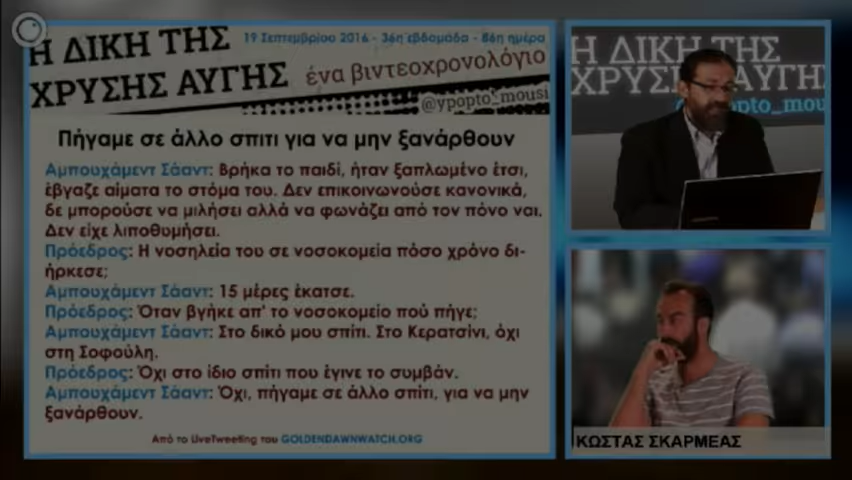 Η ΔΙΚΗ ΤΗΣ
ΧΡΥΣΗΣ ΑΥΓΗΣ
19 Σεπτεμβρίου 2016 - 36η εβδομάδα - 86η ημέρα
ένα βιντεοχρονολόγιο
@ypopto_mousi
Πήγαμε σε άλλο σπίτι για να μην ξανάρθουν
Αμπουχάμεντ Σάαντ: Βρήκα το παιδί, ήταν ξαπλωμένο έτσι,
έβγαζε αίματα το στόμα του. Δεν επικοινωνούσε κανονικά,
δε μπορούσε να μιλήσει αλλά να φωνάζει από τον πόνο ναι.
Δεν είχε λιποθυμήσει.
Πρόεδρος: Η νοσηλεία του σε νοσοκομεία πόσο χρόνο δι-
ήρκεσε;
Αμπουχάμεντ Σάαντ: 15 μέρες έκατσε.
Πρόεδρος: Όταν βγήκε απ' το νοσοκομείο πού πήγε;
Αμπουχάμεντ Σάαντ: Στο δικό μου σπίτι. Στο Κερατσίνι, όχι
στη Σοφούλη.
Πρόεδρος: Όχι στο ίδιο σπίτι που έγινε το συμβάν.
Αμπουχάμεντ Σάαντ: Όχι, πήγαμε σε άλλο σπίτι, για να μην
ξανάρθουν.
Από το LiveTweeting του GOLDENDAWNWATCH.ORG
Η ΔΙΚΗ ΤΗΣ
ΧΡΥΣΗΣ ΑΥΓΗΣ
@ypopto_mousi
ΚΩΣΤΑΣ ΣΚΑΡΜΕΑΣ